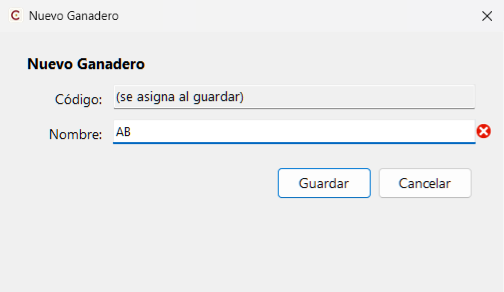 Nuevo Ganadero
Nuevo Ganadero
Código: (se asigna al guardar)
Nombre: AB
Guardar Cancelar